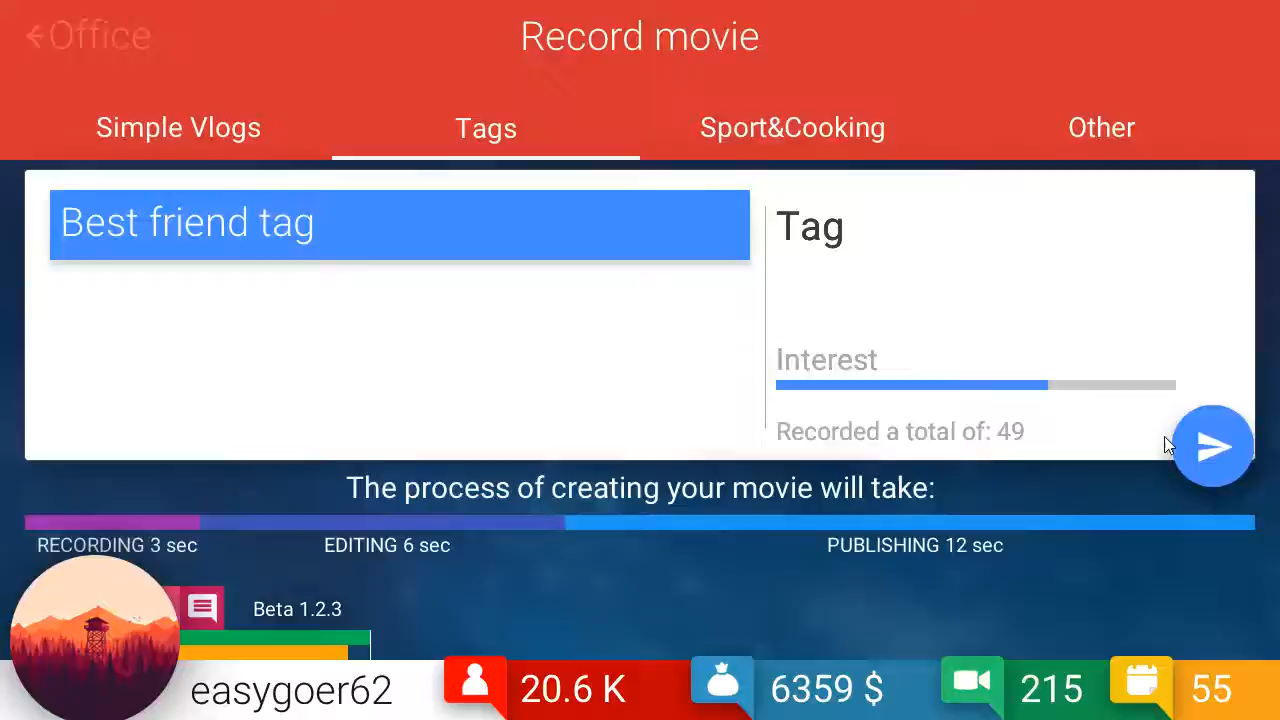 Office
Record movie
Simple Vlogs
Tags
Sport&Cooking
Other
Best friend tag
Tag
Interest
Recorded a total of: 49
The process of creating your movie will take:
RECORDING 3 sec
EDITING 6 sec
PUBLISHING 12 sec
Beta 1.2.3
easygoer62
20.6 K
6359 $
215
55